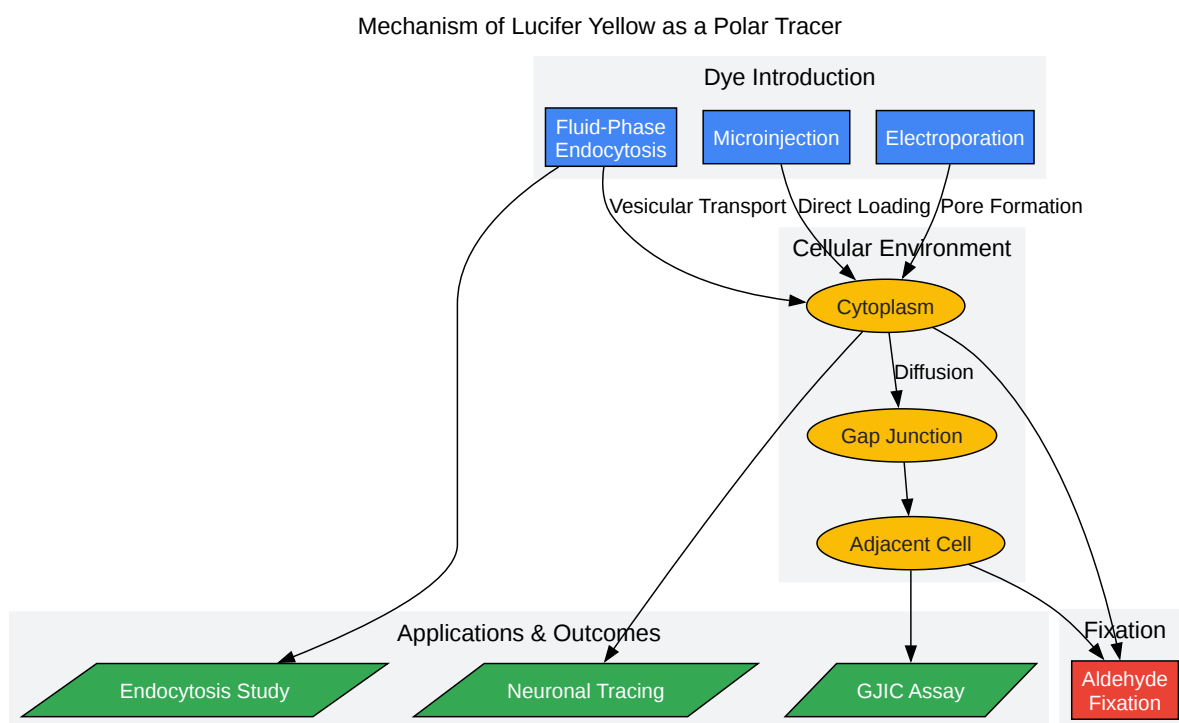 Mechanism of Lucifer Yellow as a Polar Tracer
Dye Introduction
Fluid-Phase
Endocytosis
Microinjection
Electroporation
Vesicular Transport
Direct Loading
Pore Formation
Cellular Environment
Cytoplasm
Diffusion
Gap Junction
Adjacent Cell
Applications & Outcomes
Fixation
Endocytosis Study
Neuronal Tracing
GJIC Assay
Aldehyde
Fixation